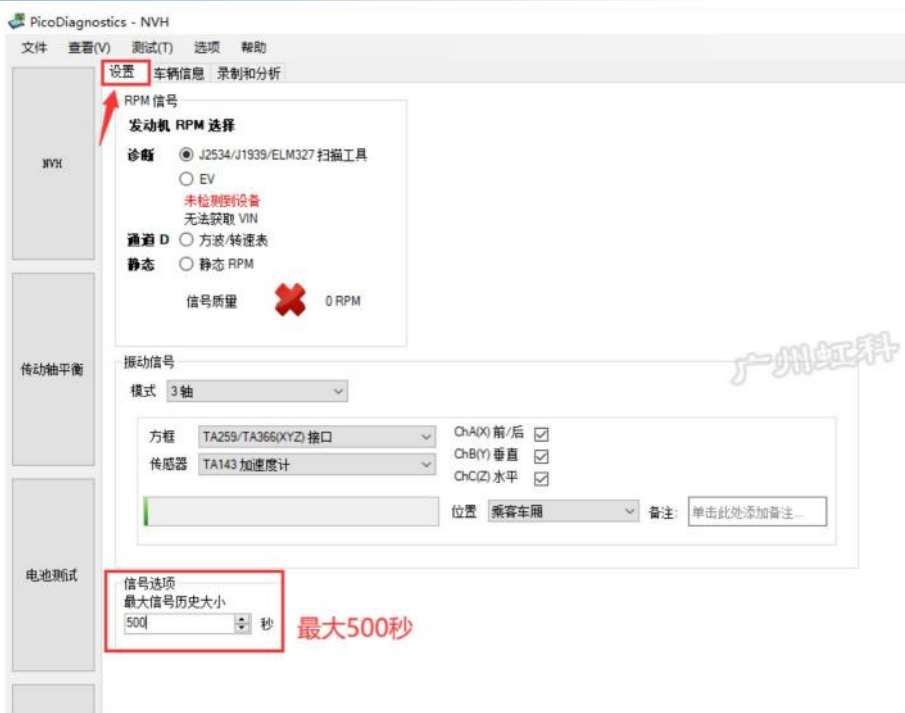 PicoDiagnostics - NVH
文件 查看(V) 测试(T) 选项 帮助
设置 车辆信息 录制和分析
NVH
RPM 信号
发动机 RPM 选择
诊断 J2534/J1939/ELM327 扫描工具
EV
未检测到设备
无法获取 VIN
通道 D 方波/转速表
静态 静态 RPM
信号质量 0 RPM
广州虹科
传动轴平衡
振动信号
模式 3 轴
方框 TA259/TA366(XYZ) 接口
传感器 TA143 加速度计
ChA(X) 前/后
ChB(Y) 垂直
ChC(Z) 水平
位置 乘客车厢 备注: 单击此处添加备注...
电池测试
信号选项
最大信号历史大小
500 秒
最大500秒